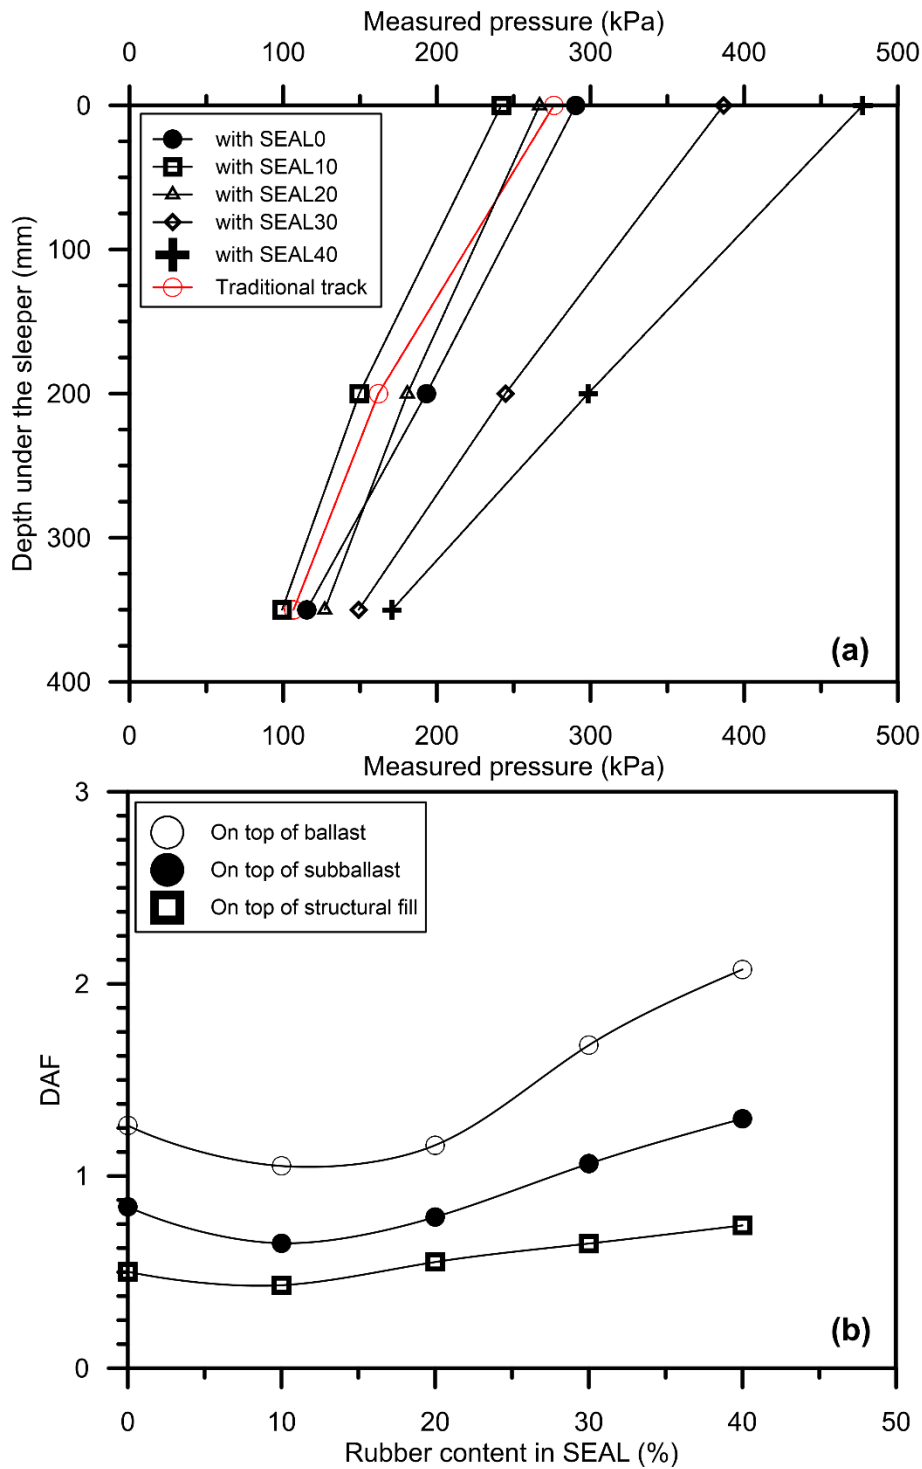 Measured pressure (kPa)
0 100 200 300 400 500
0
100
200
300
400
Depth under the sleeper (mm)
with SEAL0
with SEAL10
with SEAL20
with SEAL30
with SEAL40
Traditional track
(a)
0 100 200 300 400 500
Measured pressure (kPa)
3
2
1
0
DAF
On top of ballast
On top of subballast
On top of structural fill
(b)
0 10 20 30 40 50
Rubber content in SEAL (%)